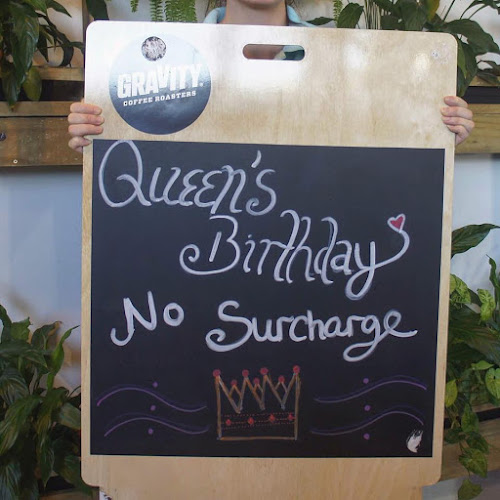 GRAVITY
COFFEE ROASTERS
Queen's
Birthday
No Surcharge